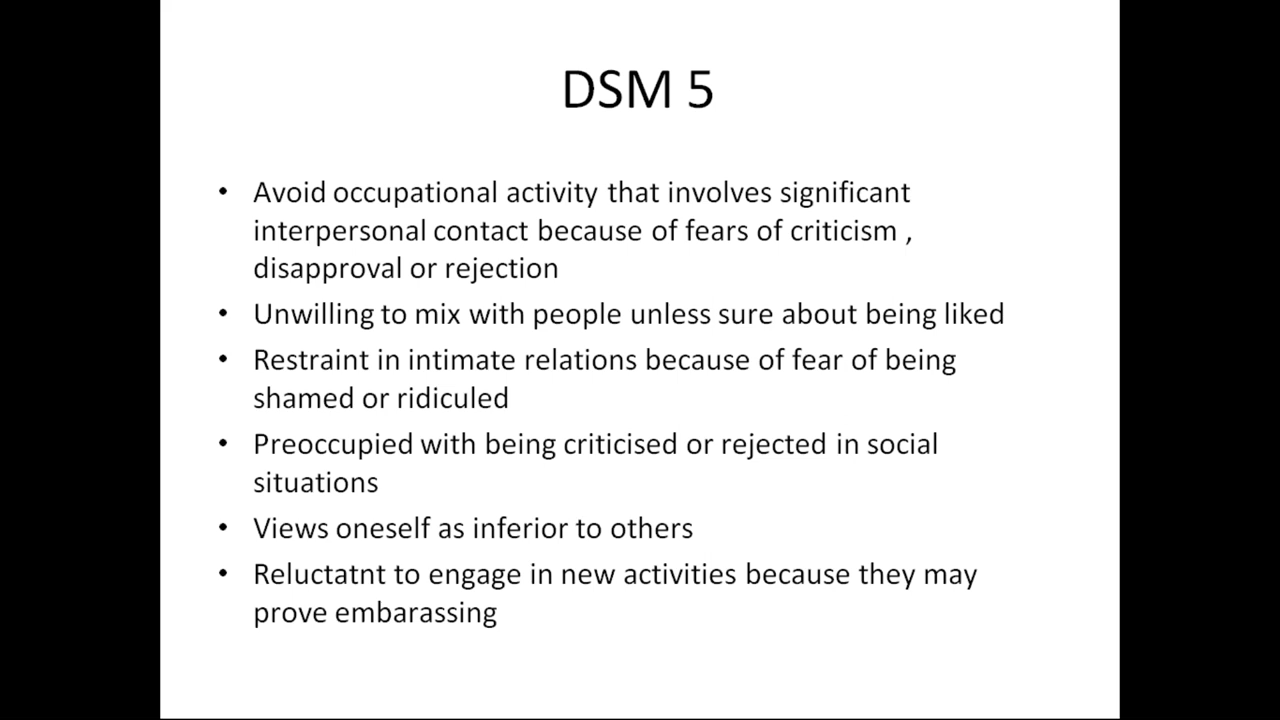 DSM 5
• Avoid occupational activity that involves significant
interpersonal contact because of fears of criticism ,
disapproval or rejection
• Unwilling to mix with people unless sure about being liked
• Restraint in intimate relations because of fear of being
shamed or ridiculed
• Preoccupied with being criticised or rejected in social
situations
• Views oneself as inferior to others
• Reluctatnt to engage in new activities because they may
prove embarassing